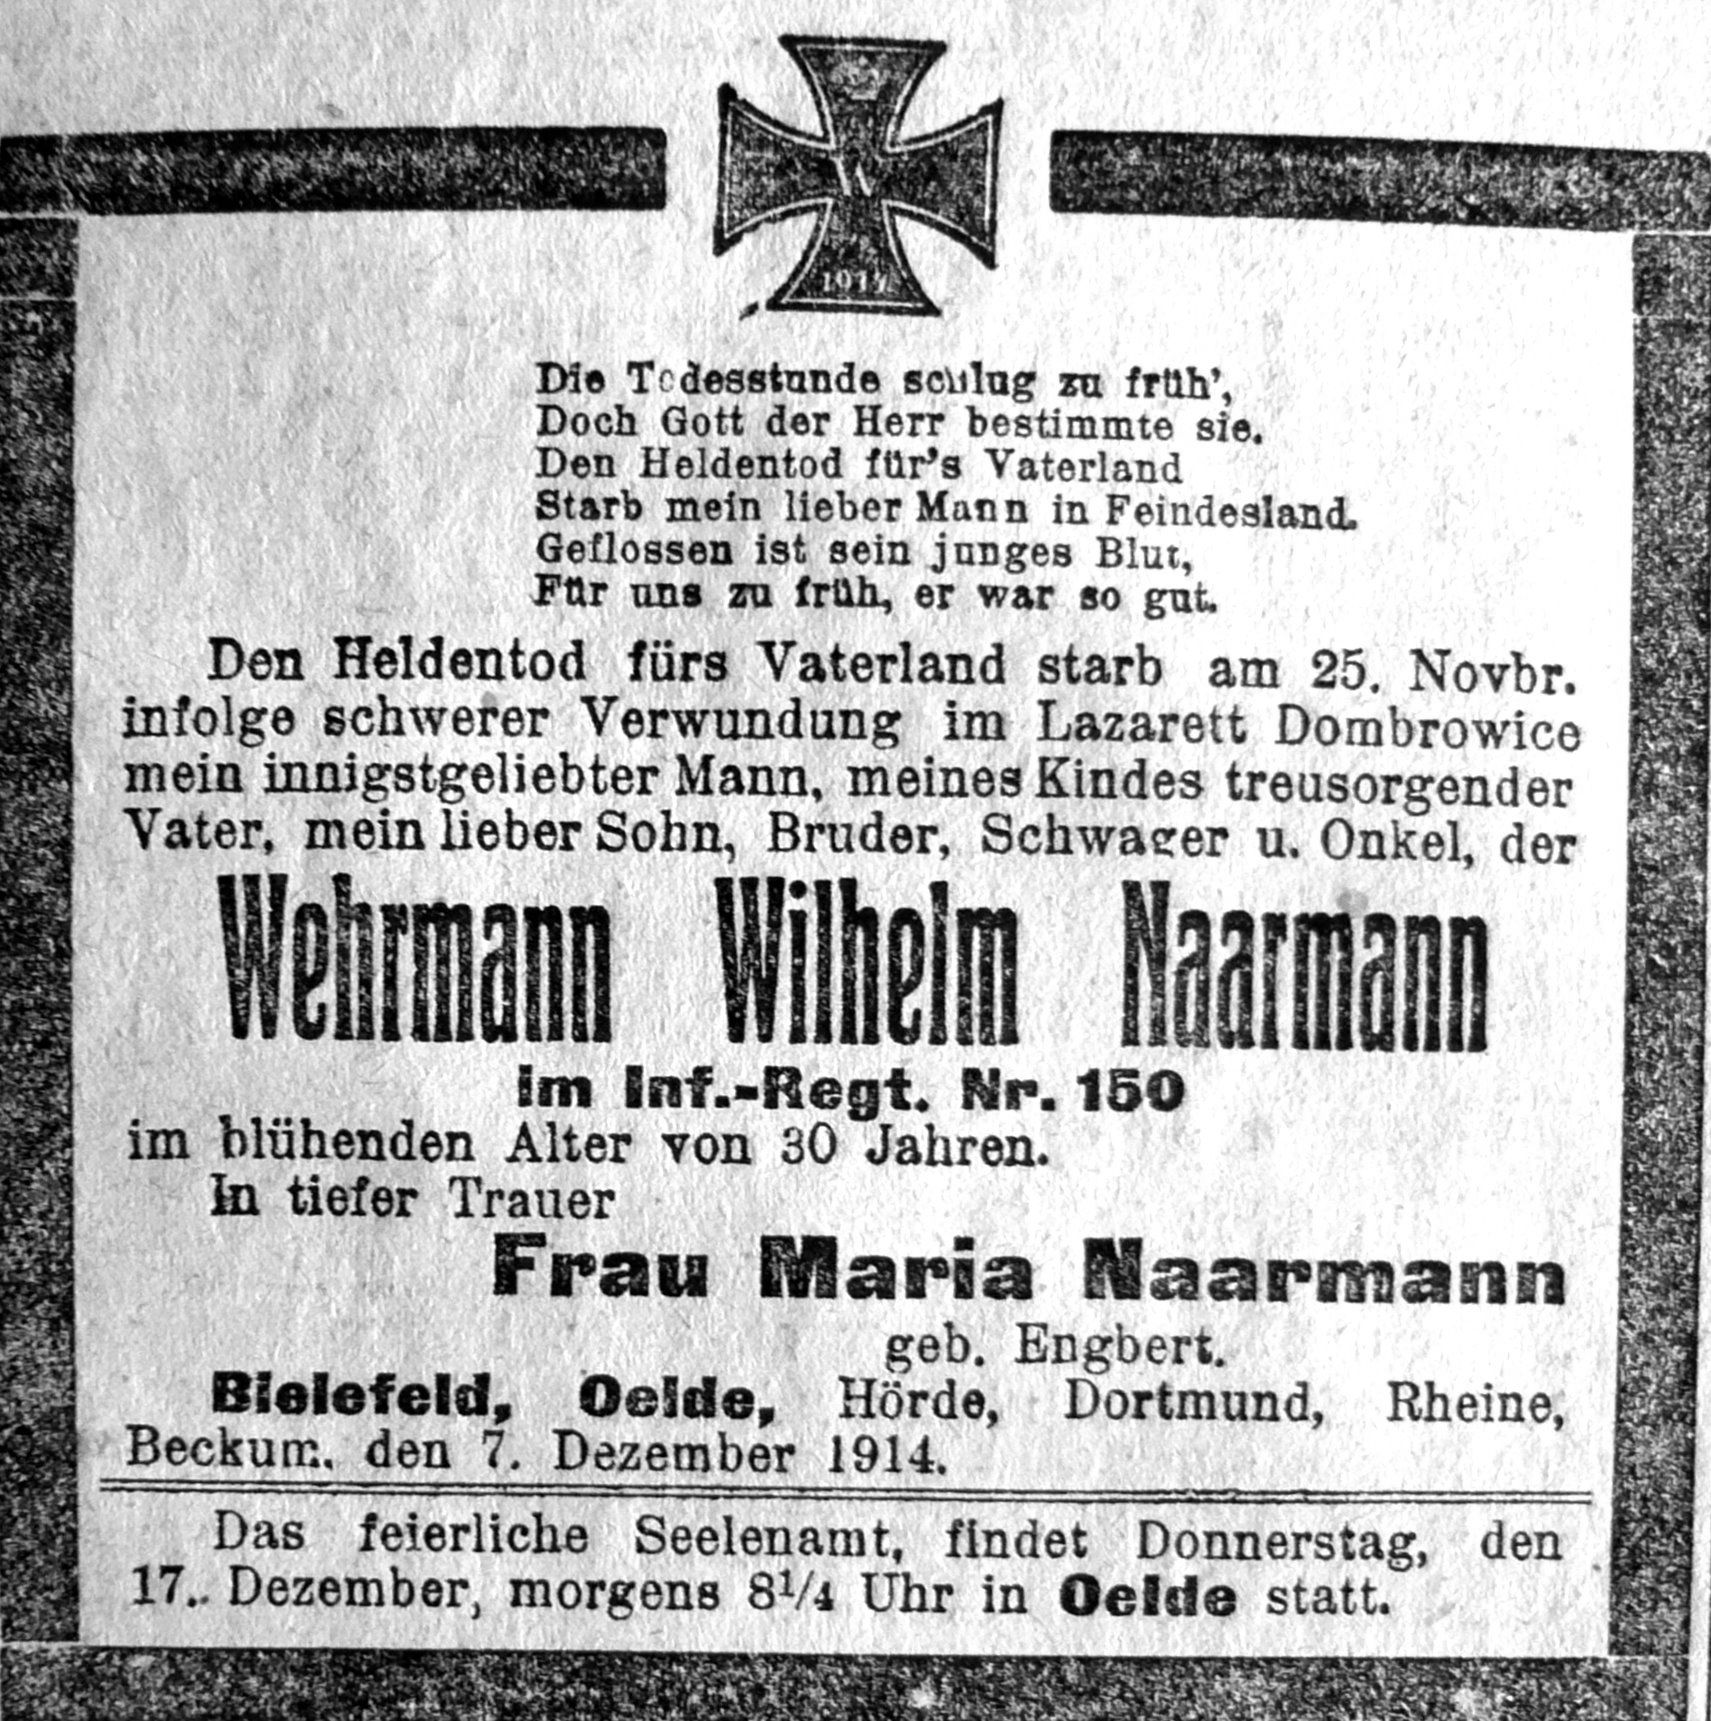 W
1914
Die Todesstunde schlug zu früh',
Doch Gott der Herr bestimmte sie.
Den Heldentod für's Vaterland
Starb mein lieber Mann in Feindesland.
Geflossen ist sein junges Blut,
Für uns zu früh, er war so gut.
Den Heldentod fürs Vaterland starb am 25. Novbr.
infolge schwerer Verwundung im Lazarett Dombrowice
mein innigstgeliebter Mann, meines Kindes treusorgender
Vater, mein lieber Sohn, Bruder, Schwager u. Onkel, der
Wehrmann Wilhelm Naarmann
im Inf.-Regt. Nr. 150
im blühenden Alter von 30 Jahren.
In tiefer Trauer
Frau Maria Naarmann
geb. Engbert.
Bielefeld, Oelde, Hörde, Dortmund, Rheine,
Beckum, den 7. Dezember 1914.
Das feierliche Seelenamt, findet Donnerstag, den
17. Dezember, morgens 8¼ Uhr in Oelde statt.